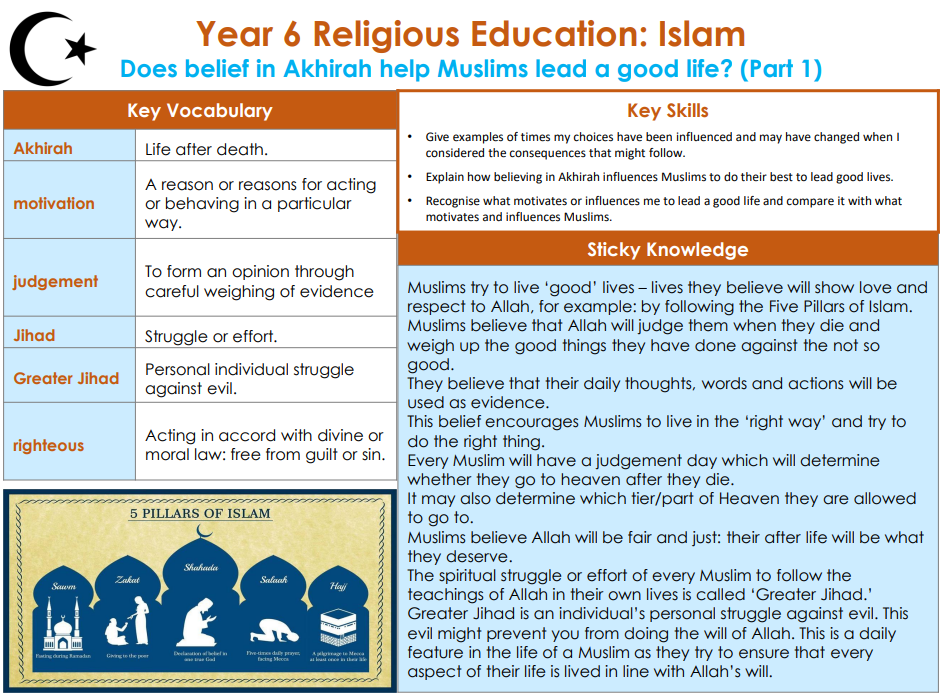 Year 6 Religious Education: Islam
Does belief in Akhirah help Muslims lead a good life? (Part 1)
Key Vocabulary
Akhirah
Life after death.
motivation
A reason or reasons for acting
or behaving in a particular
way.
judgement
To form an opinion through
careful weighing of evidence
Jihad
Struggle or effort.
Greater Jihad
Personal individual struggle
against evil.
righteous
Acting in accord with divine or
moral law: free from guilt or sin.
5 PILLARS OF ISLAM
Sawm
Fasting during Ramadan
Zakat
Giving to the poor
Shahada
Declaration of belief in
one true God
Salaah
Five-times daily prayer,
facing Mecca
Hajj
A pilgrimage to Mecca
at least once in their life
Key Skills
• Give examples of times my choices have been influenced and may have changed when I
considered the consequences that might follow.
• Explain how believing in Akhirah influences Muslims to do their best to lead good lives.
• Recognise what motivates or influences me to lead a good life and compare it with what
motivates and influences Muslims.
Sticky Knowledge
Muslims try to live ‘good’ lives – lives they believe will show love and
respect to Allah, for example: by following the Five Pillars of Islam.
Muslims believe that Allah will judge them when they die and
weigh up the good things they have done against the not so
good.
They believe that their daily thoughts, words and actions will be
used as evidence.
This belief encourages Muslims to live in the ‘right way’ and try to
do the right thing.
Every Muslim will have a judgement day which will determine
whether they go to heaven after they die.
It may also determine which tier/part of Heaven they are allowed
to go to.
Muslims believe Allah will be fair and just: their after life will be what
they deserve.
The spiritual struggle or effort of every Muslim to follow the
teachings of Allah in their own lives is called ‘Greater Jihad.’
Greater Jihad is an individual’s personal struggle against evil. This
evil might prevent you from doing the will of Allah. This is a daily
feature in the life of a Muslim as they try to ensure that every
aspect of their life is lived in line with Allah’s will.